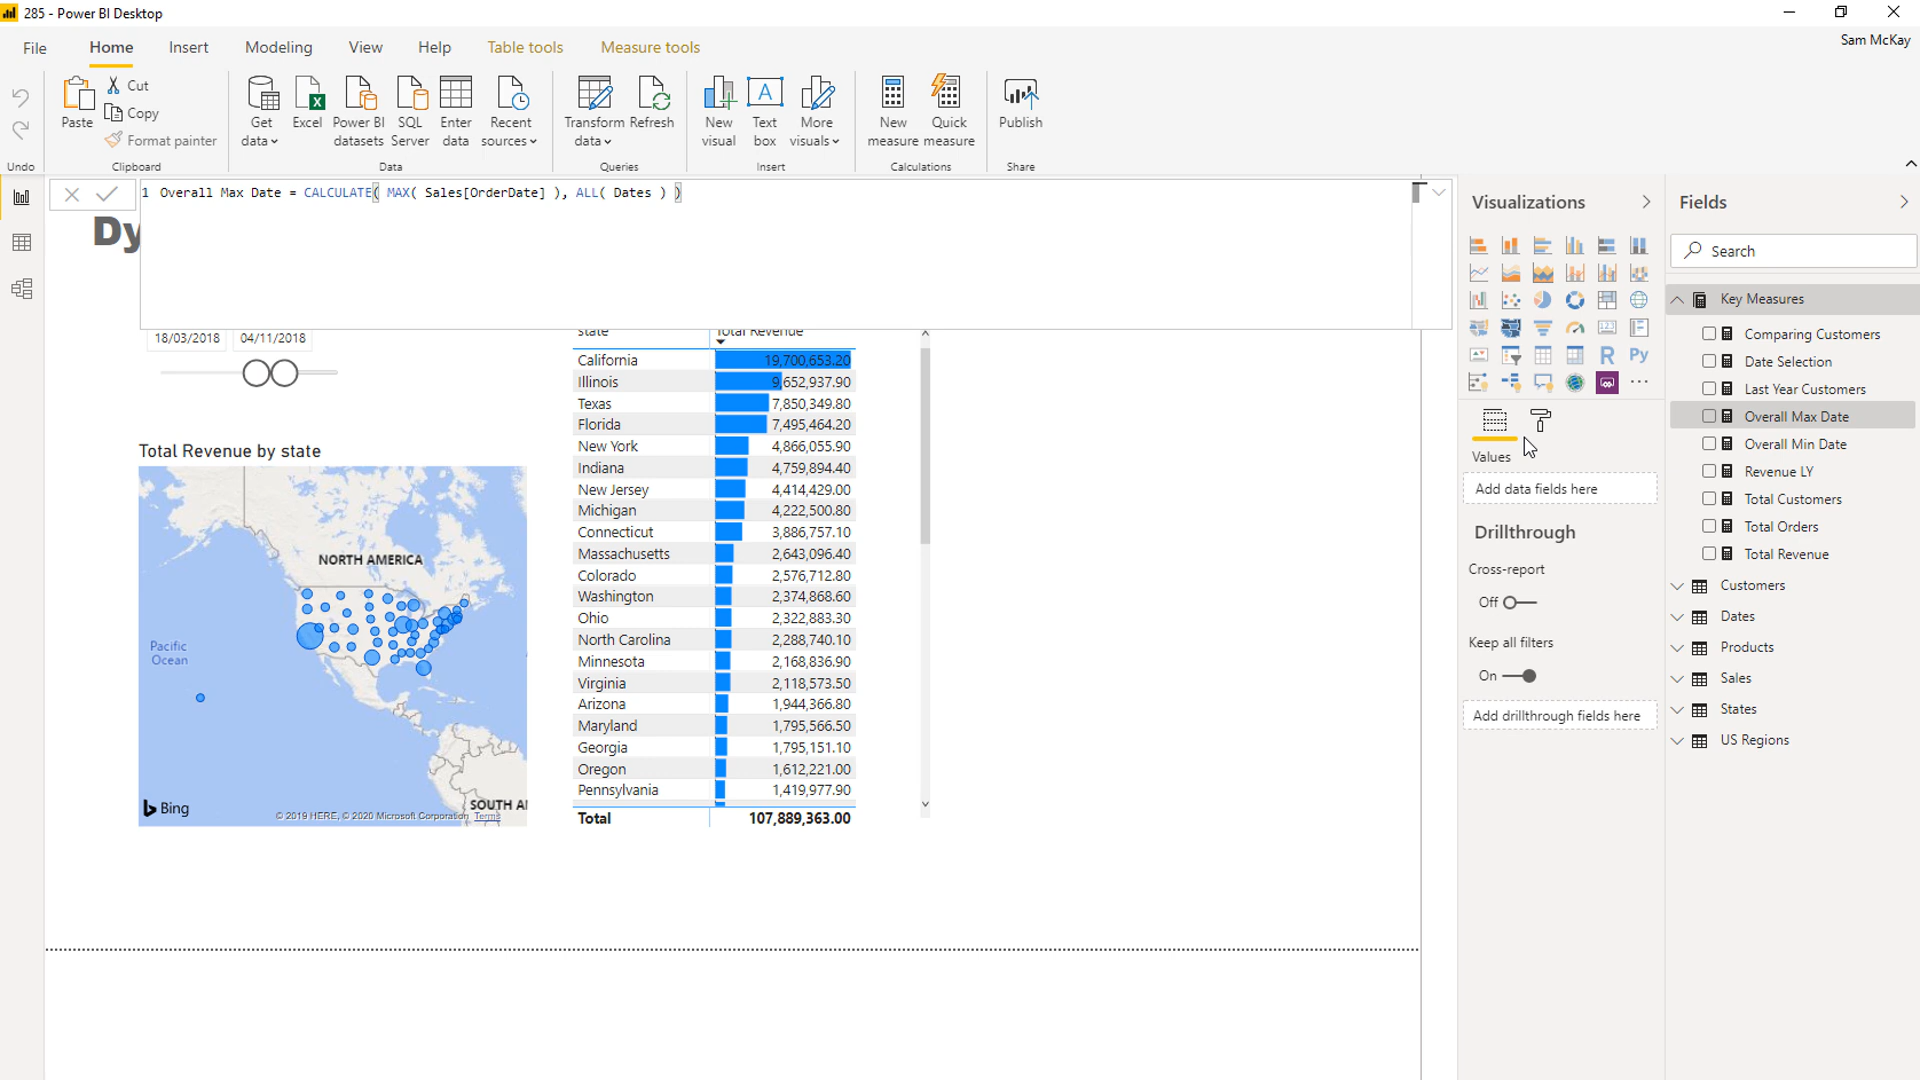 285 - Power BI Desktop
Sam McKay
File Home Insert Modeling View Help Table tools Measure tools
Paste
Cut
Copy
Format painter
Get data
Excel
Power BI datasets
SQL Server
Enter data
Recent sources
Transform data
Refresh
New visual
Text box
More visuals
New measure
Quick measure
Publish
Undo
Clipboard
Data
Queries
Insert
Calculations
Share
1 Overall Max Date = CALCULATE( MAX( Sales[OrderDate] ), ALL( Dates ) )
Dy
18/03/2018 04/11/2018
Total Revenue by state
Pacific Ocean
NORTH AMERICA
SOUTH A
Bing
© 2019 HERE, © 2020 Microsoft Corporation Terms
state Total Revenue
California 19,700,653.20
Illinois 9,652,937.90
Texas 7,850,349.80
Florida 7,495,464.20
New York 4,866,055.90
Indiana 4,759,894.40
New Jersey 4,414,429.00
Michigan 4,222,500.80
Connecticut 3,886,757.10
Massachusetts 2,643,096.40
Colorado 2,576,712.80
Washington 2,374,868.60
Ohio 2,322,883.30
North Carolina 2,288,740.10
Minnesota 2,168,836.90
Virginia 2,118,573.50
Arizona 1,944,366.80
Maryland 1,795,566.50
Georgia 1,795,151.10
Oregon 1,612,221.00
Pennsylvania 1,419,977.90
Total 107,889,363.00
Visualizations
R Py
Values
Add data fields here
Drillthrough
Cross-report
Off
Keep all filters
On
Add drillthrough fields here
Fields
Search
Key Measures
Comparing Customers
Date Selection
Last Year Customers
Overall Max Date
Overall Min Date
Revenue LY
Total Customers
Total Orders
Total Revenue
Customers
Dates
Products
Sales
States
US Regions